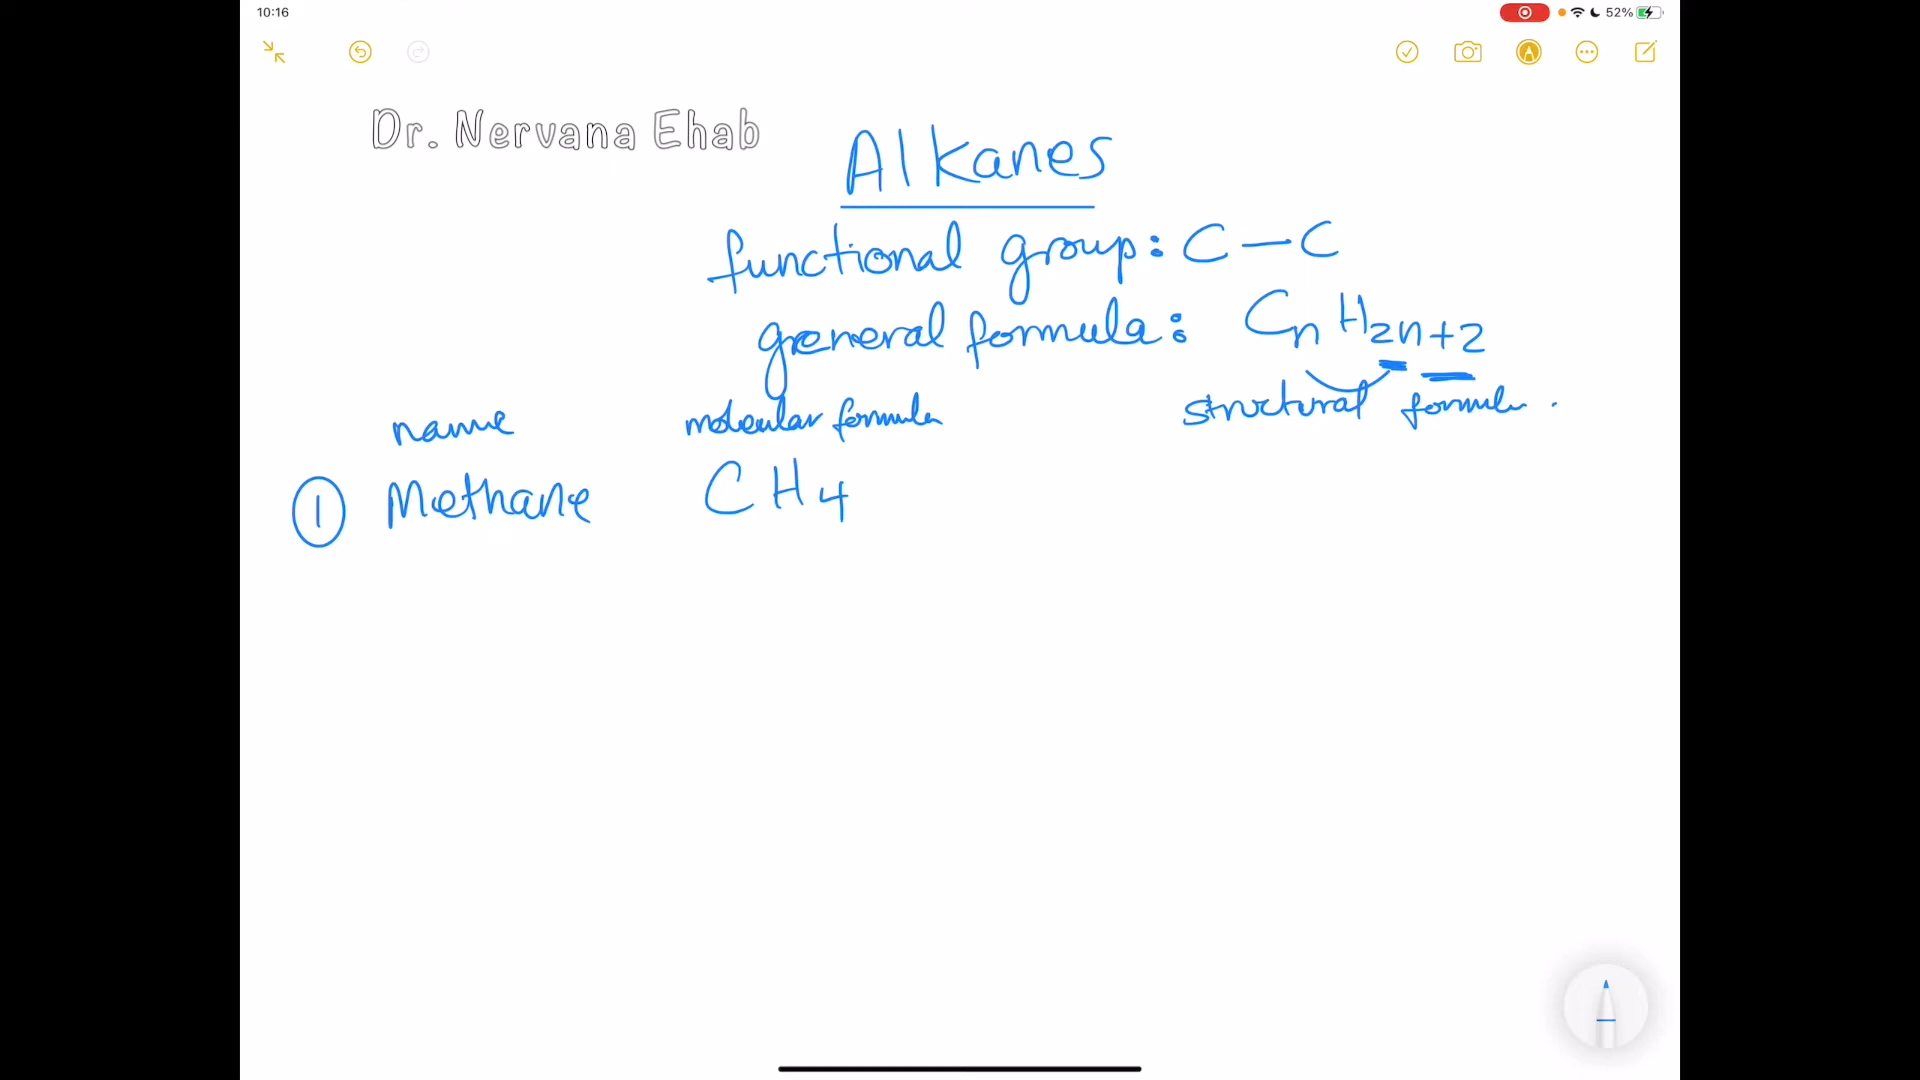 10:16
52%
Dr. Nervana Ehab
Alkanes
functional group: C — C
general formula: CnH2n+2
name molecular formula structural formula.
① Methane CH4